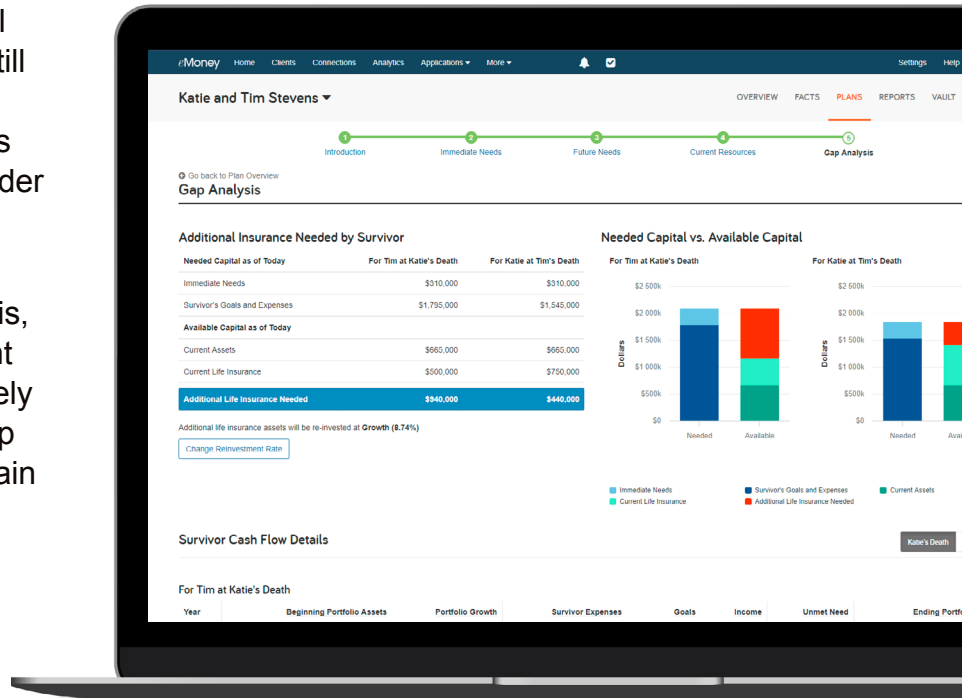 l
till
s
der
is,
nt
ely
p
ain
eMoney Home Clients Connections Analytics Applications More Settings Help
Katie and Tim Stevens OVERVIEW FACTS PLANS REPORTS VAULT
1 2 3 4 5
Introduction Immediate Needs Future Needs Current Resources Gap Analysis
Go back to Plan Overview
Gap Analysis
Additional Insurance Needed by Survivor
Needed Capital as of Today For Tim at Katie's Death For Katie at Tim's Death
Immediate Needs $310,000 $310,000
Survivor's Goals and Expenses $1,795,000 $1,545,000
Available Capital as of Today
Current Assets $665,000 $665,000
Current Life Insurance $500,000 $750,000
Additional Life Insurance Needed $940,000 $440,000
Additional life insurance assets will be re-invested at Growth (8.74%)
Change Reinvestment Rate
Needed Capital vs. Available Capital
For Tim at Katie's Death
Dollars
$2 500k
$2 000k
$1 500k
$1 000k
$500k
$0
Needed Available
For Katie at Tim's Death
Dollars
$2 500k
$2 000k
$1 500k
$1 000k
$500k
$0
Needed Avai
Immediate Needs Survivor's Goals and Expenses Current Assets
Current Life Insurance Additional Life Insurance Needed
Survivor Cash Flow Details
Katie's Death
For Tim at Katie's Death
Year Beginning Portfolio Assets Portfolio Growth Survivor Expenses Goals Income Unmet Need Ending Portfo